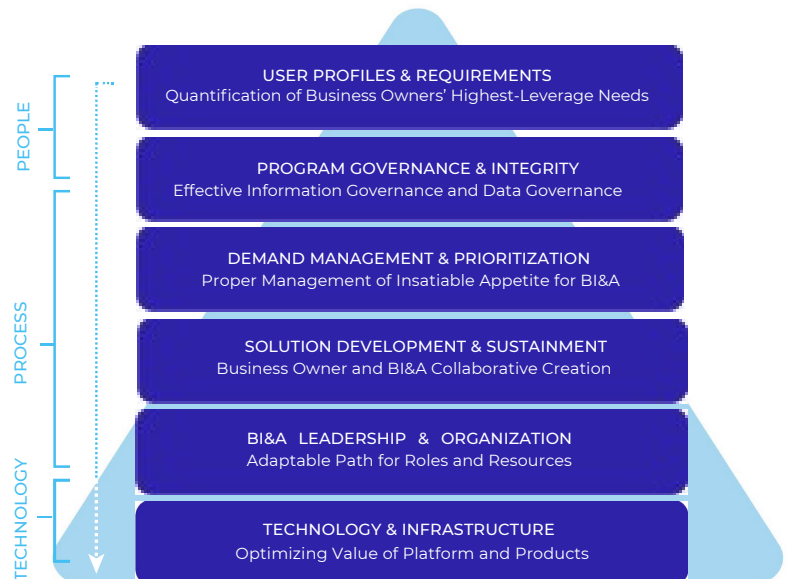 USER PROFILES & REQUIREMENTS
Quantification of Business Owners’ Highest-Leverage Needs
PEOPLE
PROGRAM GOVERNANCE & INTEGRITY
Effective Information Governance and Data Governance
DEMAND MANAGEMENT & PRIORITIZATION
Proper Management of Insatiable Appetite for BI&A
PROCESS
SOLUTION DEVELOPMENT & SUSTAINMENT
Business Owner and BI&A Collaborative Creation
BI&A LEADERSHIP & ORGANIZATION
Adaptable Path for Roles and Resources
TECHNOLOGY
TECHNOLOGY & INFRASTRUCTURE
Optimizing Value of Platform and Products